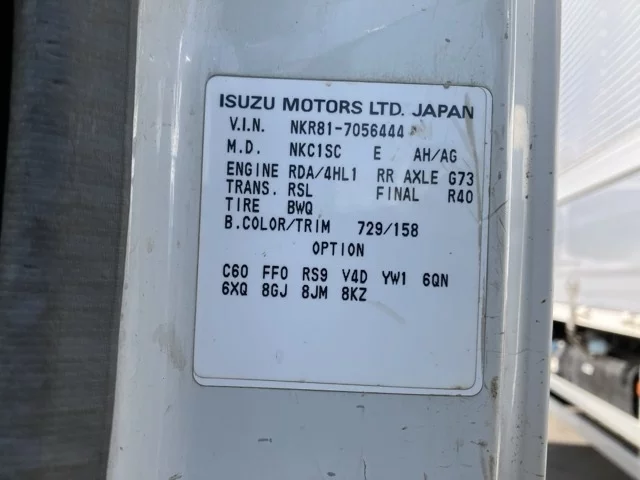 ISUZU MOTORS LTD. JAPAN
V.I.N. NKR81-7056444
M.D. NKC1SC E AH/AG
ENGINE RDA/4HL1 RR AXLE G73
TRANS. RSL FINAL R40
TIRE BWQ
B.COLOR/TRIM 729/158
OPTION
C60 FF0 RS9 V4D YW1 6QN
6XQ 8GJ 8JM 8KZ